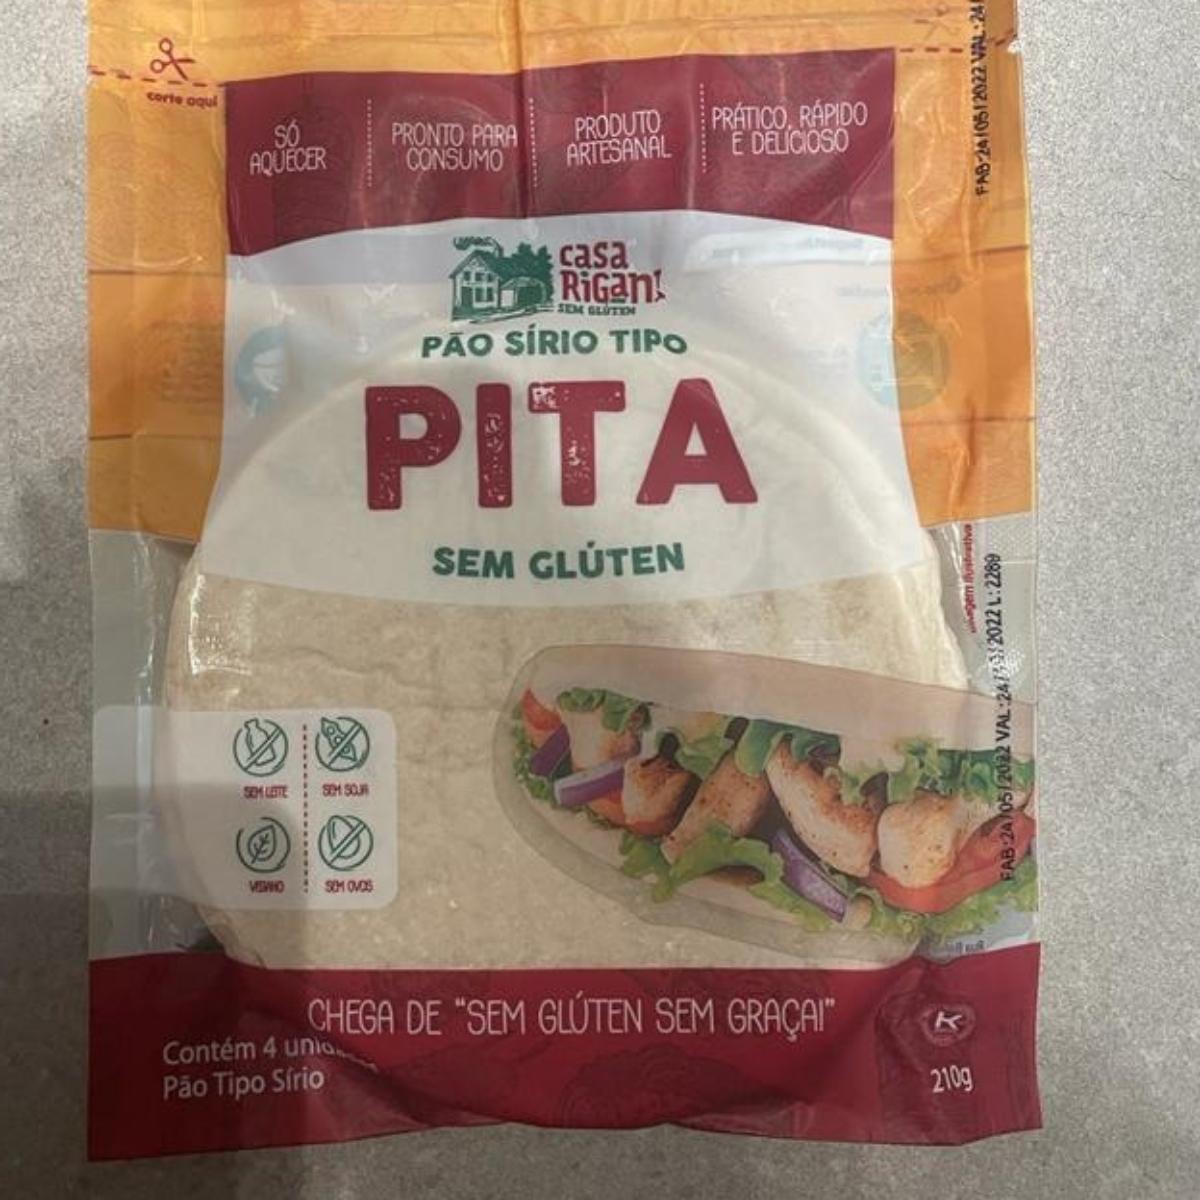 corte aqui
SÓ
AQUECER
PRONTO PARA
CONSUMO
PRODUTO
ARTESANAL
PRÁTICO, RÁPIDO
E DELICIOSO
FAB:24/05/2022 VAL:24/
casa
RiGani
SEM GLÚTEN
PÃO SÍRIO TIPO
PITA
SEM GLÚTEN
imagem ilustrativa
FAB:24/05/2022 VAL:24/ /2022 L:2289
SEM LEITE
SEM SOJA
VEGANO
SEM OVOS
CHEGA DE "SEM GLÚTEN SEM GRAÇA!"
Contém 4
Pão Tipo Sírio
K
210g